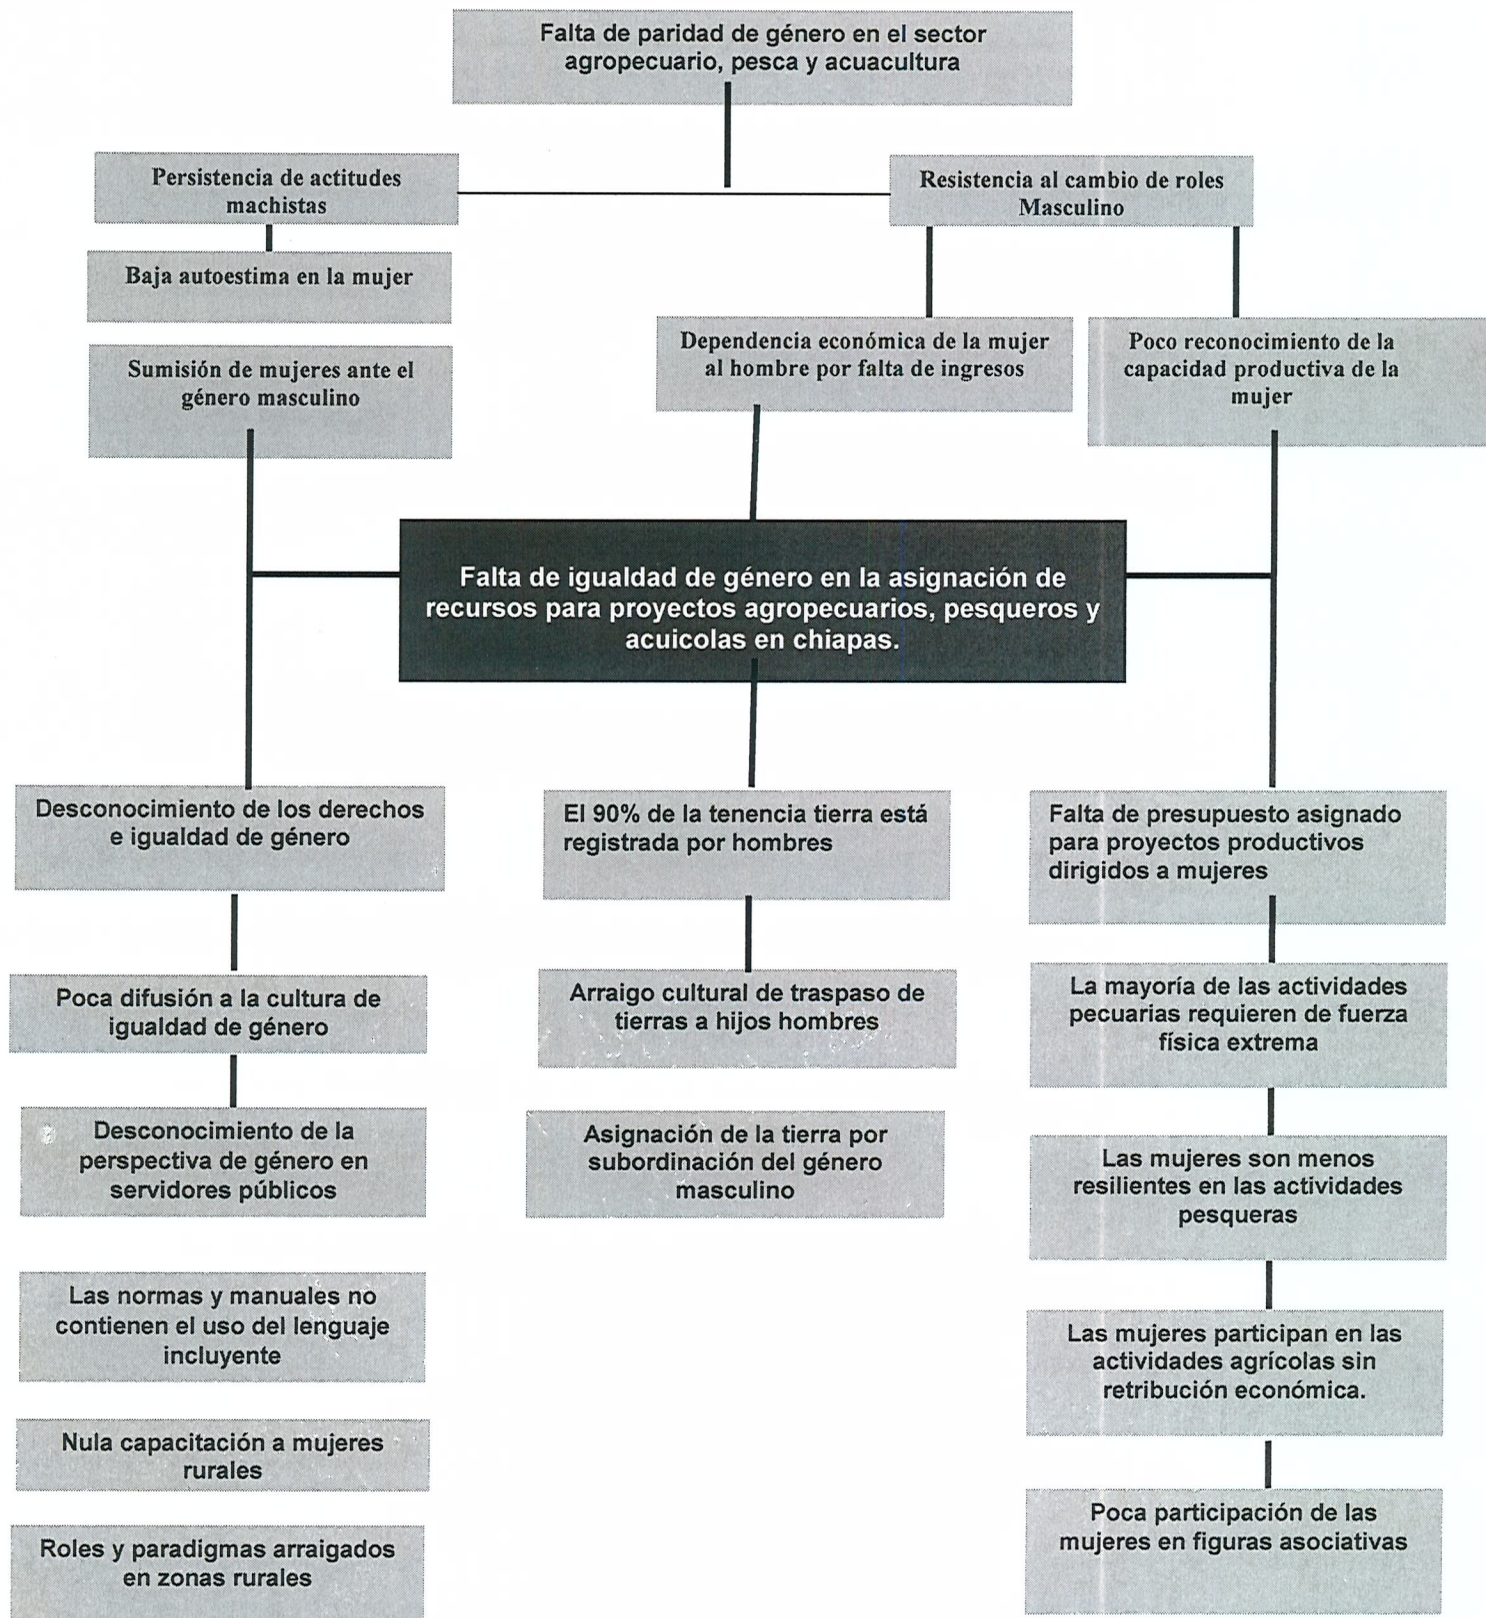 Falta de paridad de género en el sector
agropecuario, pesca y acuacultura
Persistencia de actitudes
machistas
Resistencia al cambio de roles
Masculino
Baja autoestima en la mujer
Sumisión de mujeres ante el
género masculino
Dependencia económica de la mujer
al hombre por falta de ingresos
Poco reconocimiento de la
capacidad productiva de la
mujer
Falta de igualdad de género en la asignación de
recursos para proyectos agropecuarios, pesqueros y
acuicolas en chiapas.
Desconocimiento de los derechos
e igualdad de género
Poca difusión a la cultura de
igualdad de género
Desconocimiento de la
perspectiva de género en
servidores públicos
Las normas y manuales no
contienen el uso del lenguaje
incluyente
Nula capacitación a mujeres
rurales
Roles y paradigmas arraigados
en zonas rurales
El 90% de la tenencia tierra está
registrada por hombres
Arraigo cultural de traspaso de
tierras a hijos hombres
Asignación de la tierra por
subordinación del género
masculino
Falta de presupuesto asignado
para proyectos productivos
dirigidos a mujeres
La mayoría de las actividades
pecuarias requieren de fuerza
física extrema
Las mujeres son menos
resilientes en las actividades
pesqueras
Las mujeres participan en las
actividades agrícolas sin
retribución económica.
Poca participación de las
mujeres en figuras asociativas